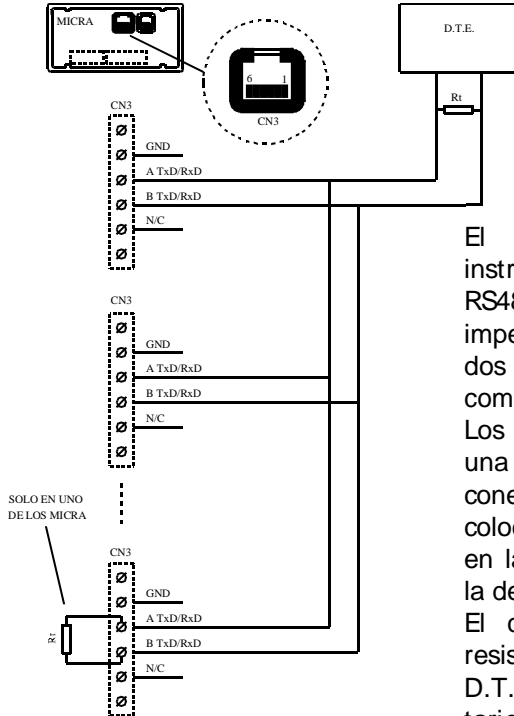 MICRA
6 1
CN3
D.T.E.
Rt
CN3
GND
A TxD/RxD
B TxD/RxD
N/C
CN3
GND
A TxD/RxD
B TxD/RxD
N/C
SOLO EN UNO
DE LOS MICRA
CN3
GND
A TxD/RxD
B TxD/RxD
N/C
Rt
El
instr
RS48
impe
dos
com
Los
una
cone
coloc
en la
la de
El c
resis
D.T.